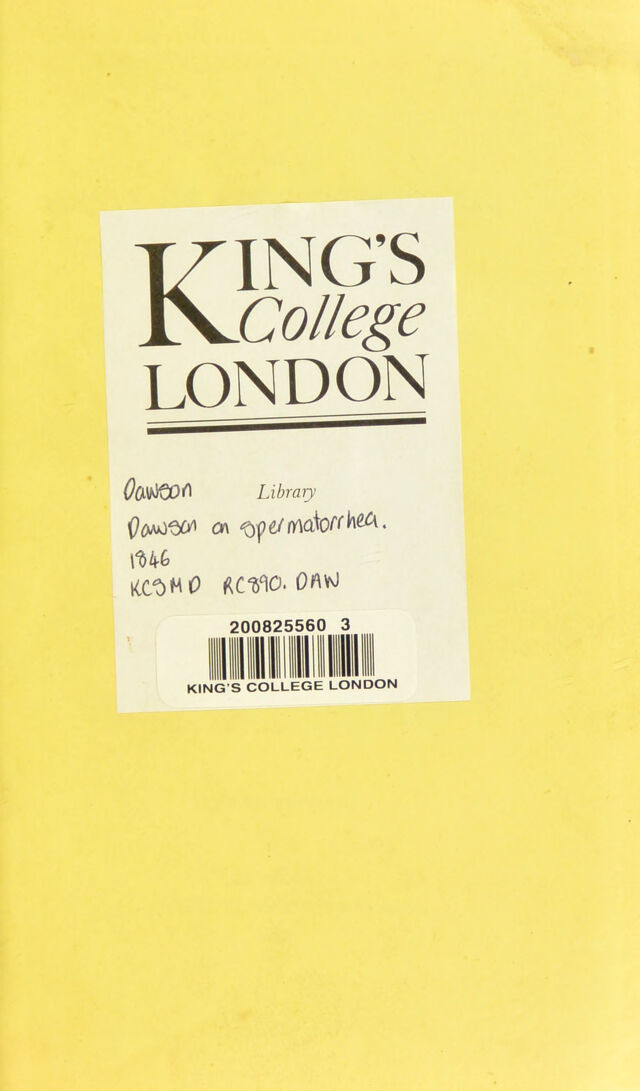 KING'S
College
LONDON
Dawson Library
Dawson on spermatorrhea.
1846
KCSMD RC890. DAW
200825560 3
KING'S COLLEGE LONDON